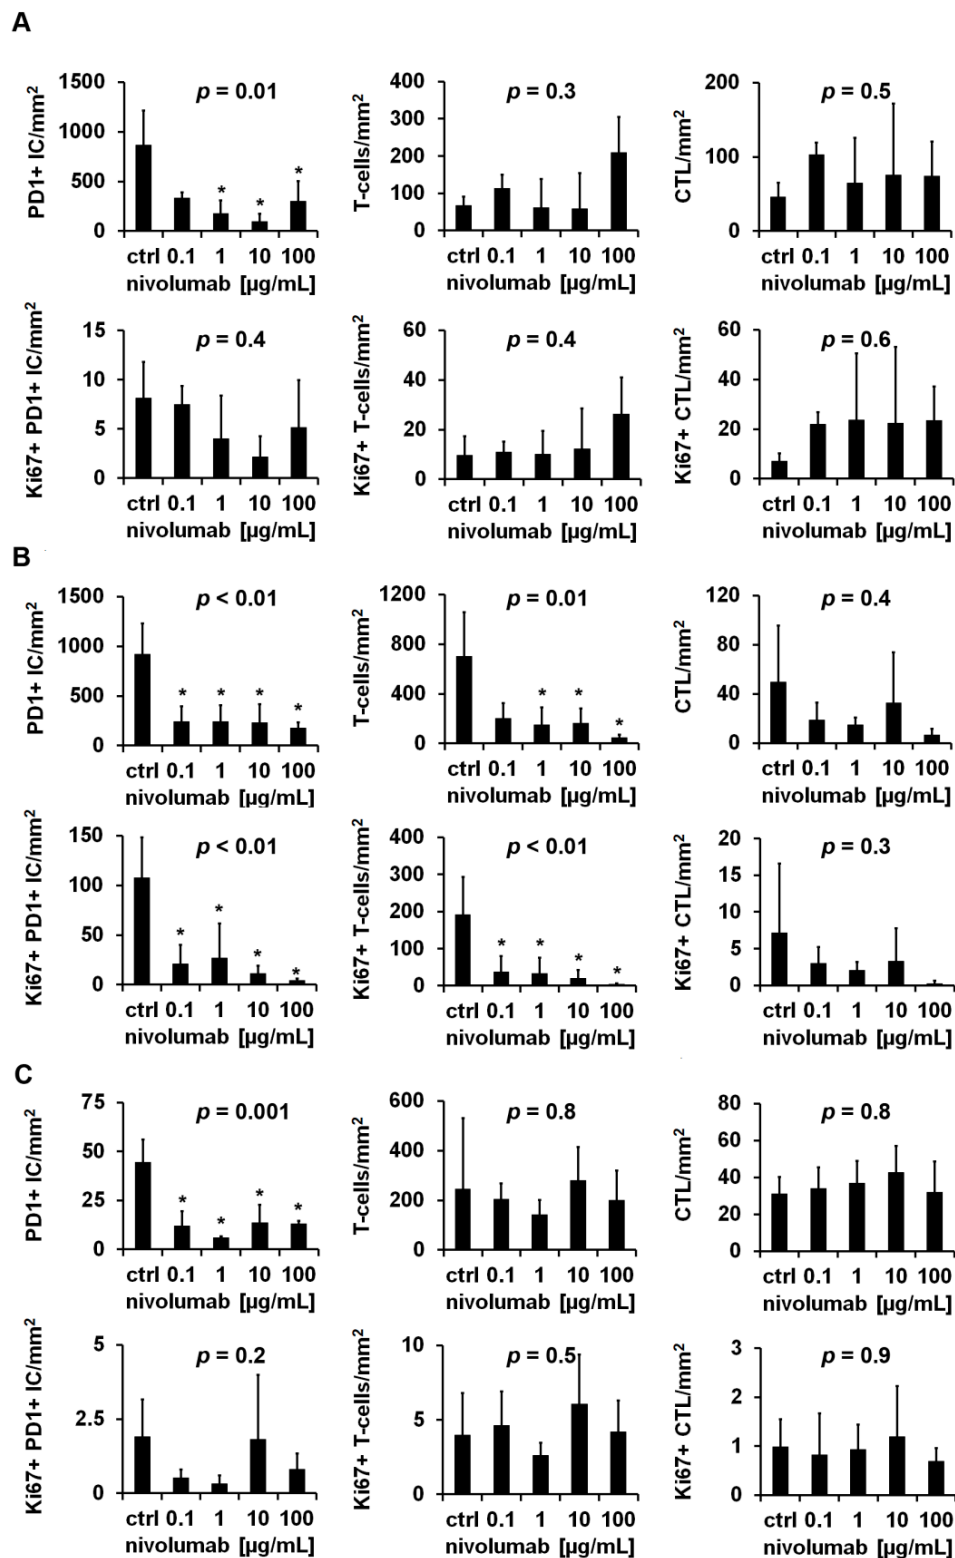 A
PD1+ IC/mm²
1500
1000
500
0
p = 0.01
* * *
ctrl 0.1 1 10 100
nivolumab [µg/mL]
T-cells/mm²
400
300
200
100
0
p = 0.3
ctrl 0.1 1 10 100
nivolumab [µg/mL]
CTL/mm²
200
100
0
p = 0.5
ctrl 0.1 1 10 100
nivolumab [µg/mL]
Ki67+ PD1+ IC/mm²
15
10
5
0
p = 0.4
ctrl 0.1 1 10 100
nivolumab [µg/mL]
Ki67+ T-cells/mm²
60
40
20
0
p = 0.4
ctrl 0.1 1 10 100
nivolumab [µg/mL]
Ki67+ CTL/mm²
60
40
20
0
p = 0.6
ctrl 0.1 1 10 100
nivolumab [µg/mL]
B
PD1+ IC/mm²
1500
1000
500
0
p < 0.01
* * * *
ctrl 0.1 1 10 100
nivolumab [µg/mL]
T-cells/mm²
1200
800
400
0
p = 0.01
* * *
ctrl 0.1 1 10 100
nivolumab [µg/mL]
CTL/mm²
120
80
40
0
p = 0.4
ctrl 0.1 1 10 100
nivolumab [µg/mL]
Ki67+ PD1+ IC/mm²
150
100
50
0
p < 0.01
* * * *
ctrl 0.1 1 10 100
nivolumab [µg/mL]
Ki67+ T-cells/mm²
400
300
200
100
0
p < 0.01
* * * *
ctrl 0.1 1 10 100
nivolumab [µg/mL]
Ki67+ CTL/mm²
20
15
10
5
0
p = 0.3
ctrl 0.1 1 10 100
nivolumab [µg/mL]
C
PD1+ IC/mm²
75
50
25
0
p = 0.001
* * * *
ctrl 0.1 1 10 100
nivolumab [µg/mL]
T-cells/mm²
600
400
200
0
p = 0.8
ctrl 0.1 1 10 100
nivolumab [µg/mL]
CTL/mm²
80
60
40
20
0
p = 0.8
ctrl 0.1 1 10 100
nivolumab [µg/mL]
Ki67+ PD1+ IC/mm²
5
2.5
0
p = 0.2
ctrl 0.1 1 10 100
nivolumab [µg/mL]
Ki67+ T-cells/mm²
10
5
0
p = 0.5
ctrl 0.1 1 10 100
nivolumab [µg/mL]
Ki67+ CTL/mm²
3
2
1
0
p = 0.9
ctrl 0.1 1 10 100
nivolumab [µg/mL]